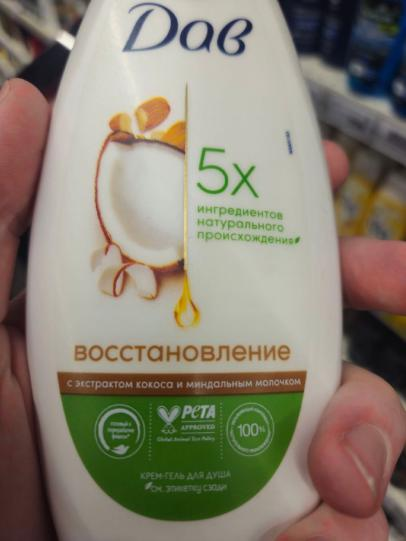 Дав
5x
ингредиентов
натурального
происхождения
восстановление
с экстрактом кокоса и миндальным молочком
PETA
APPROVED
Global Animal Test Policy
100%
КРЕМ-ГЕЛЬ ДЛЯ ДУША
СМ. ЭТИКЕТКУ СЗАДИ